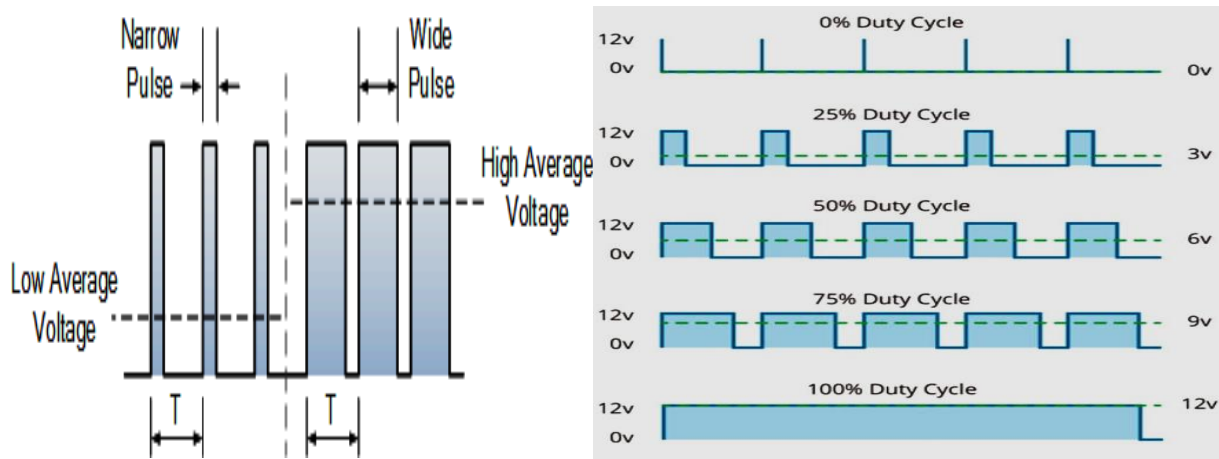 Narrow
Pulse
Wide
Pulse
High Average
Voltage
Low Average
Voltage
T
T
0% Duty Cycle
12v
0v
0v
25% Duty Cycle
12v
0v
3v
50% Duty Cycle
12v
0v
6v
75% Duty Cycle
12v
0v
9v
100% Duty Cycle
12v
0v
12v